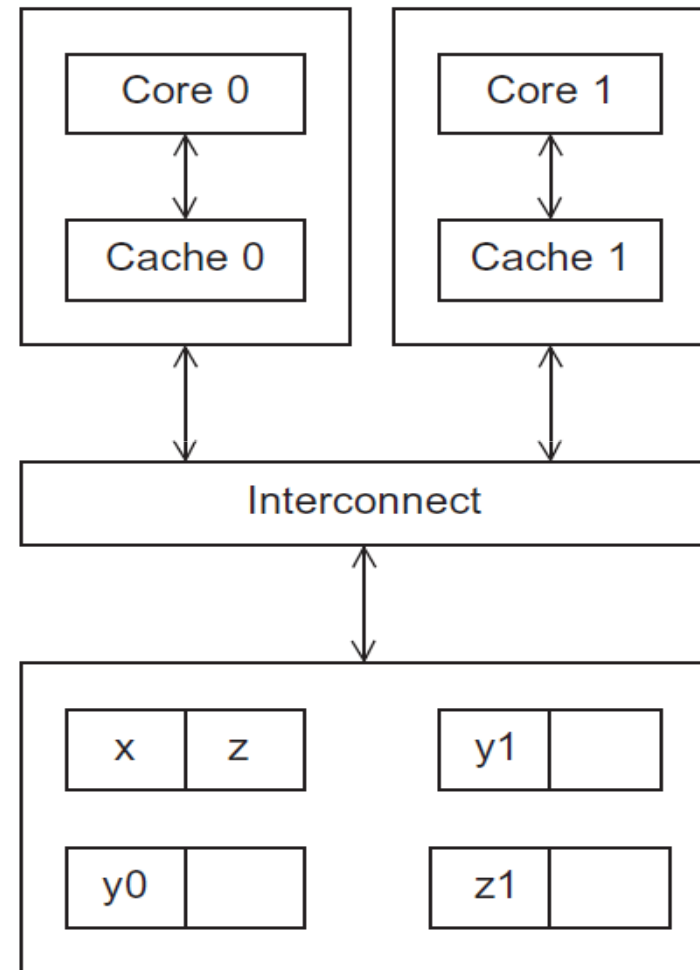 Core 0
Core 1
Cache 0
Cache 1
Interconnect
x z
y1
y0
z1